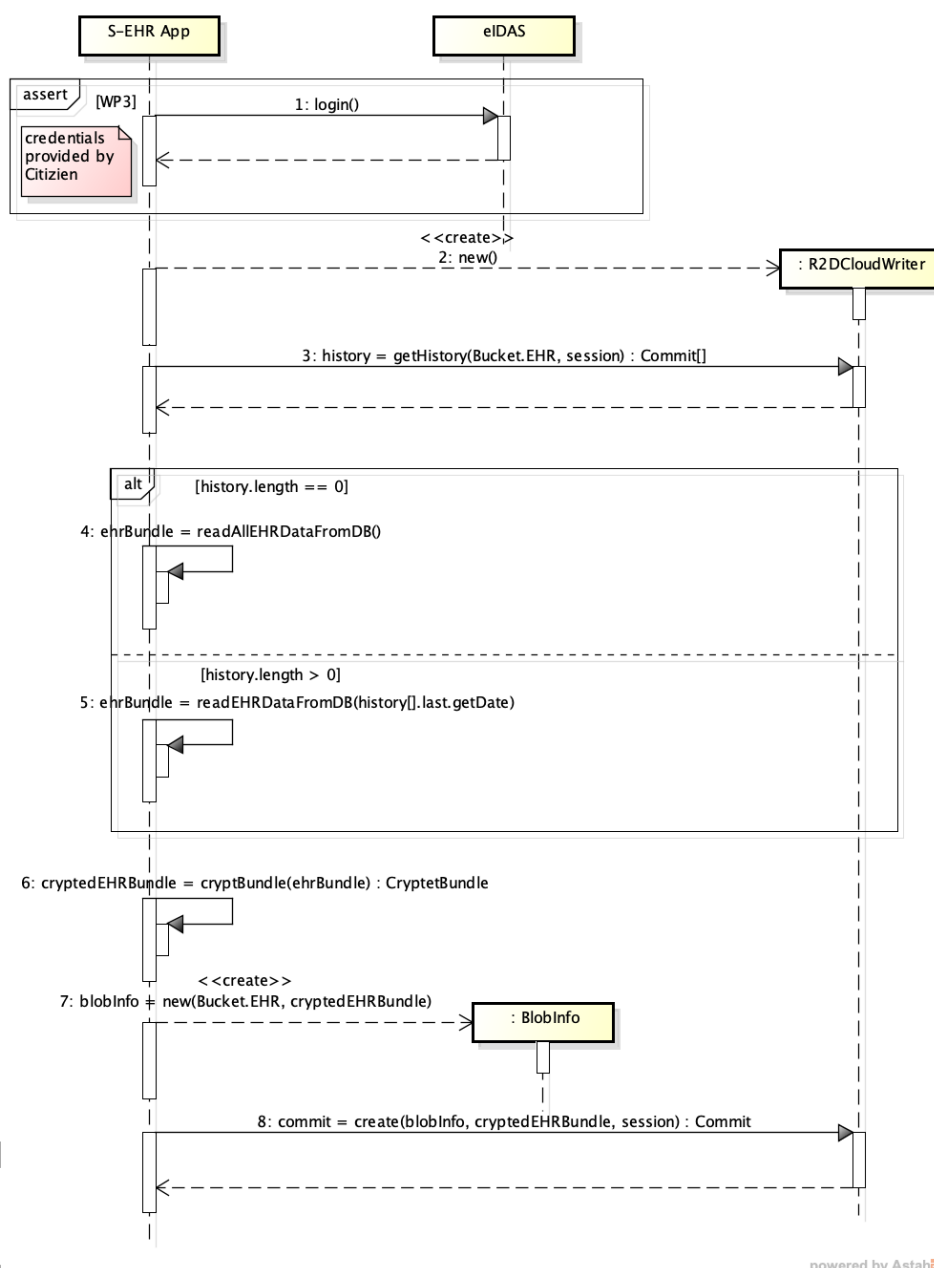 S-EHR App
eIDAS
assert
[WP3]
1: login()
credentials
provided by
Citizien
<<create>>
2: new()
: R2DCloudWriter
3: history = getHistory(Bucket.EHR, session) : Commit[]
alt
[history.length == 0]
4: ehrBundle = readAllEHRDataFromDB()
[history.length > 0]
5: ehrBundle = readEHRDataFromDB(history[].last.getDate)
6: cryptedEHRBundle = cryptBundle(ehrBundle) : CryptetBundle
<<create>>
7: blobInfo = new(Bucket.EHR, cryptedEHRBundle)
: BlobInfo
8: commit = create(blobInfo, cryptedEHRBundle, session) : Commit
powered by Astah